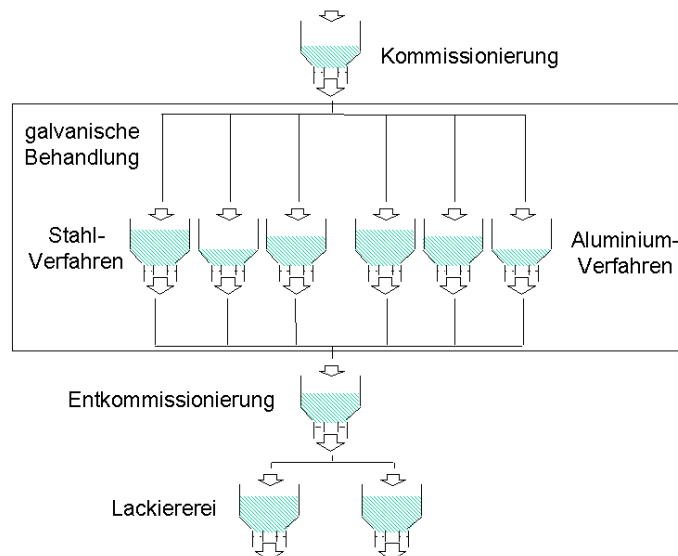 Kommissionierung
galvanische
Behandlung
Stahl-
Verfahren
Aluminium-
Verfahren
Entkommissionierung
Lackiererei